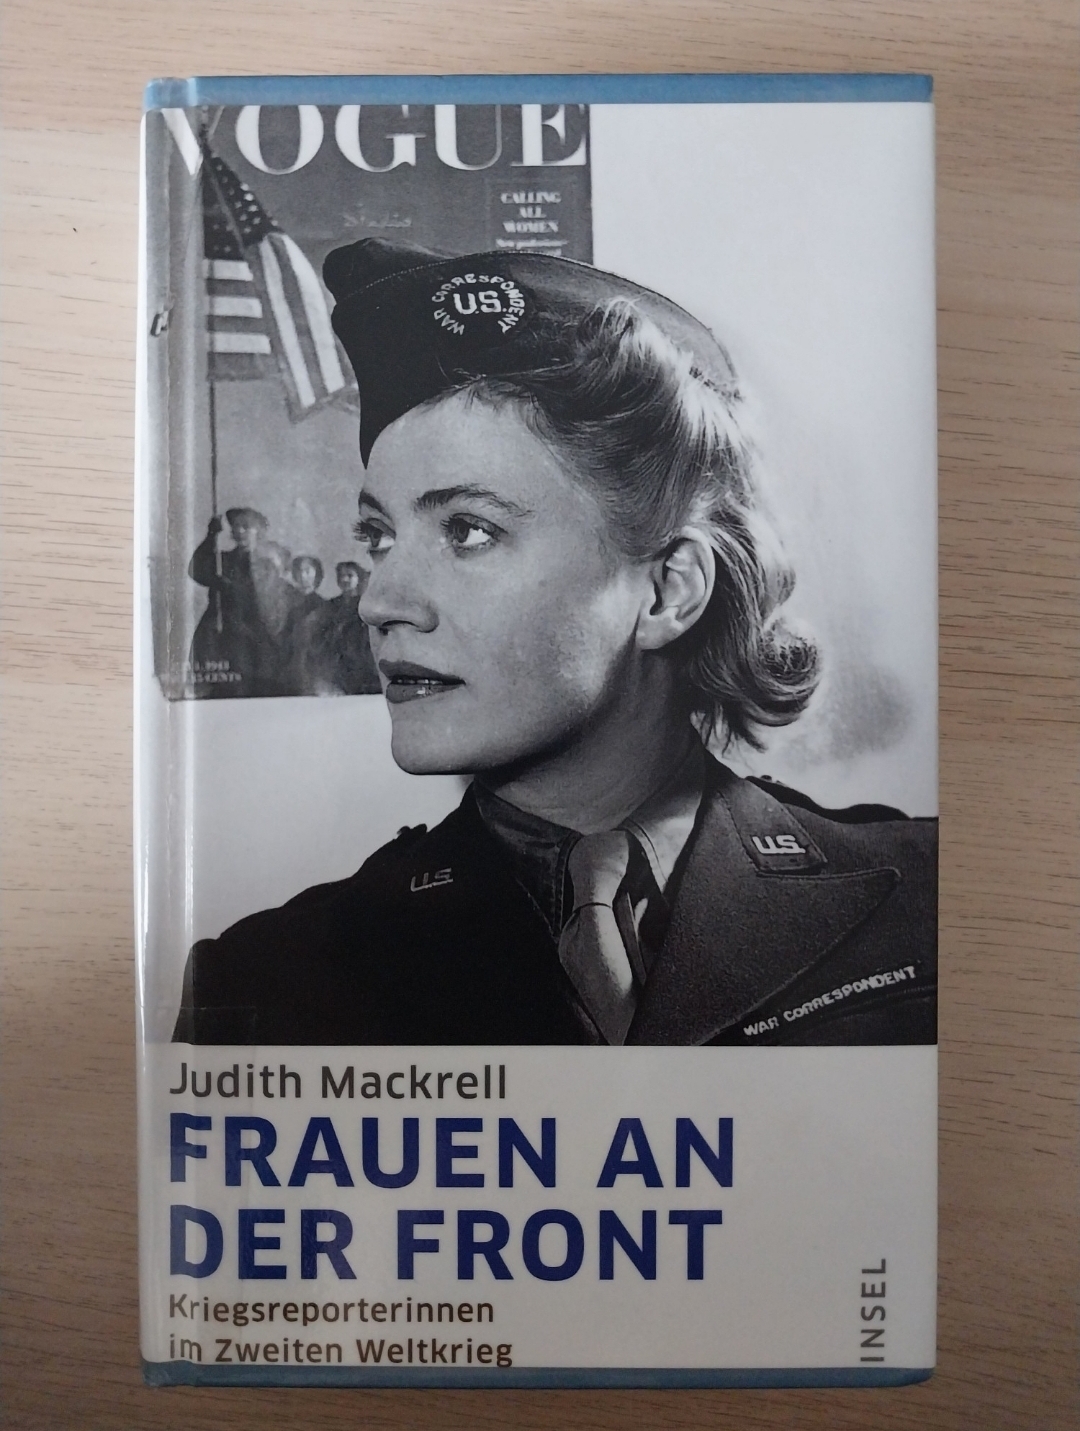 VOGUE
CALLING
ALL
WOMEN
WAR CORRESPONDENT
U.S.
U.S.
U.S.
WAR CORRESPONDENT
Judith Mackrell
FRAUEN AN
DER FRONT
Kriegsreporterinnen
im Zweiten Weltkrieg
INSEL